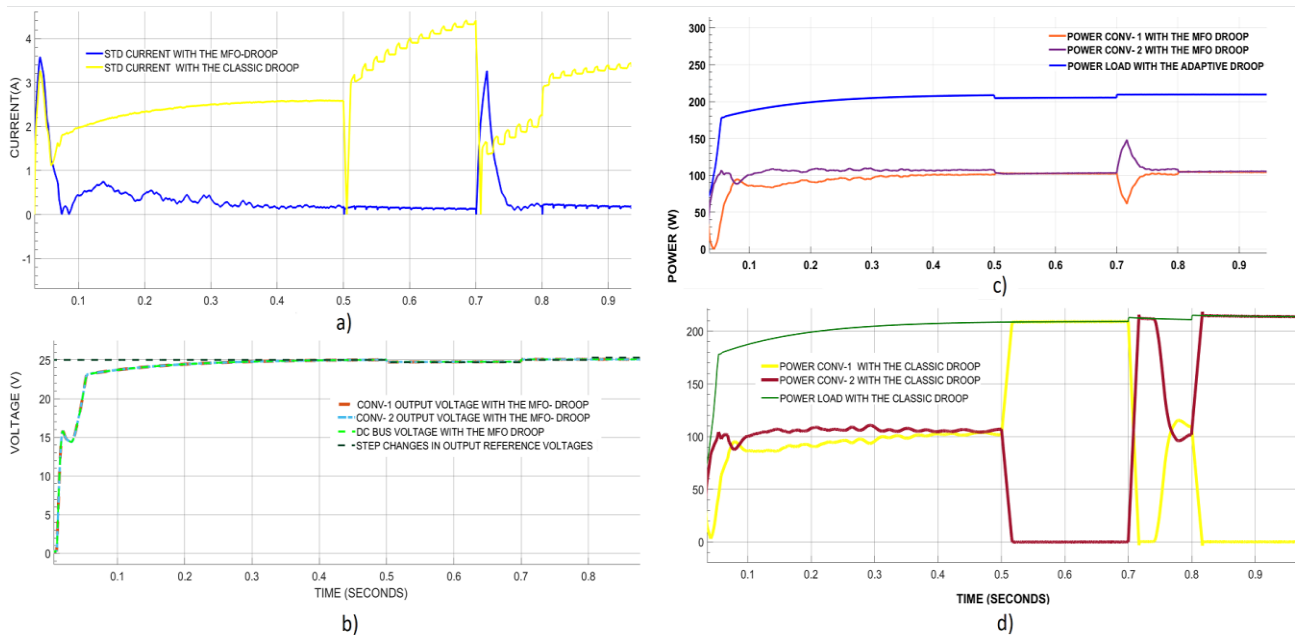 4
3
2
1
0
-1
CURRENT(A)
STD CURRENT WITH THE MFO-DROOP
STD CURRENT WITH THE CLASSIC DROOP
0.1 0.2 0.3 0.4 0.5 0.6 0.7 0.8 0.9
a)
300
250
200
150
100
50
0
POWER (W)
POWER CONV- 1 WITH THE MFO DROOP
POWER CONV- 2 WITH THE MFO DROOP
POWER LOAD WITH THE ADAPTIVE DROOP
0.1 0.2 0.3 0.4 0.5 0.6 0.7 0.8 0.9
c)
25
20
15
10
5
0
VOLTAGE (V)
CONV-1 OUTPUT VOLTAGE WITH THE MFO- DROOP
CONV- 2 OUTPUT VOLTAGE WITH THE MFO- DROOP
DC BUS VOLTAGE WITH THE MFO DROOP
STEP CHANGES IN OUTPUT REFERENCE VOLTAGES
0.1 0.2 0.3 0.4 0.5 0.6 0.7 0.8
TIME (SECONDS)
b)
200
150
100
50
0
POWER CONV-1 WITH THE CLASSIC DROOP
POWER CONV- 2 WITH THE CLASSIC DROOP
POWER LOAD WITH THE CLASSIC DROOP
0.1 0.2 0.3 0.4 0.5 0.6 0.7 0.8 0.9
TIME (SECONDS)
d)